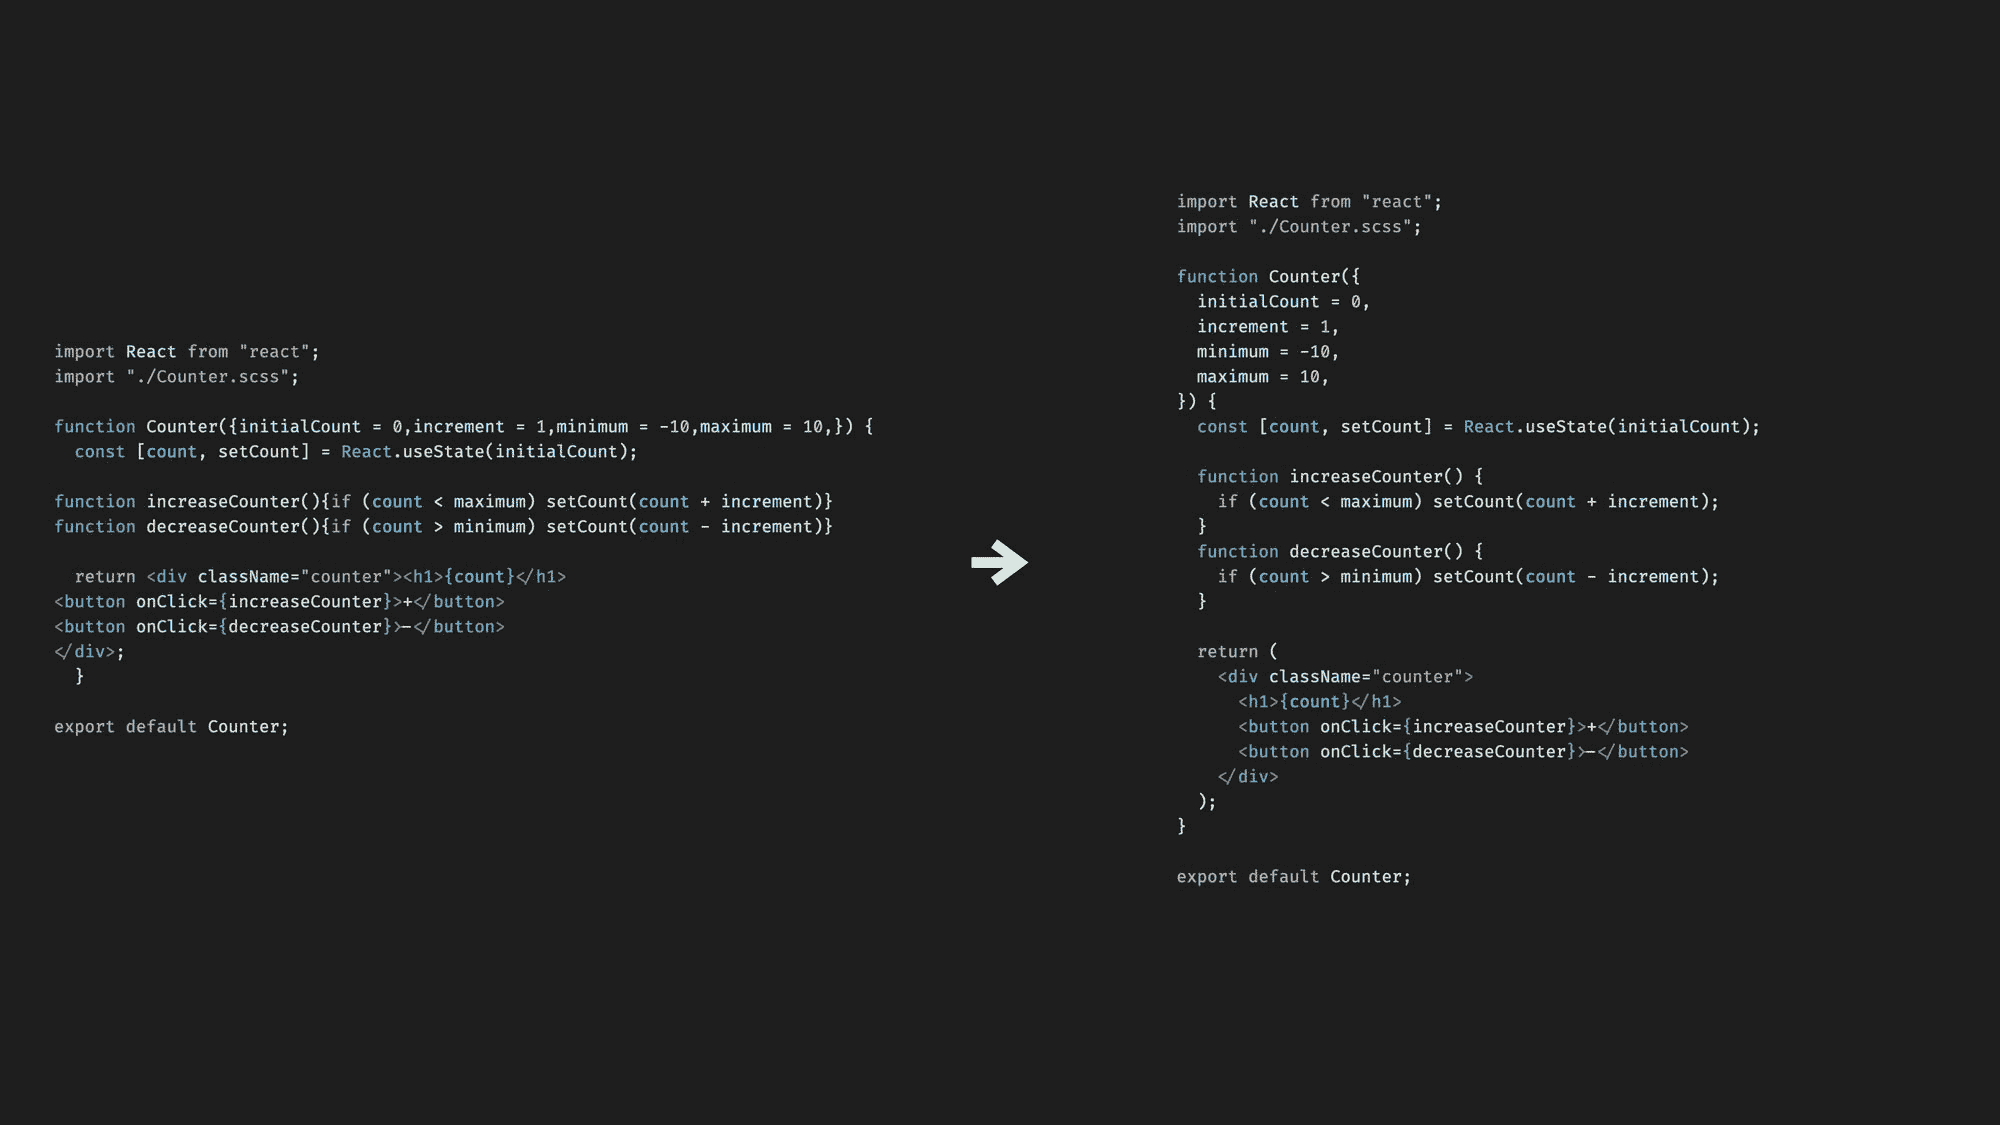 import React from "react";
import "./Counter.scss";

function Counter({initialCount = 0,increment = 1,minimum = -10,maximum = 10,}) {
  const [count, setCount] = React.useState(initialCount);

function increaseCounter(){if (count < maximum) setCount(count + increment)}
function decreaseCounter(){if (count > minimum) setCount(count - increment)}

  return <div className="counter"><h1>{count}</h1>
<button onClick={increaseCounter}>+</button>
<button onClick={decreaseCounter}>-</button>
</div>;
  }

export default Counter;

import React from "react";
import "./Counter.scss";

function Counter({
  initialCount = 0,
  increment = 1,
  minimum = -10,
  maximum = 10,
}) {
  const [count, setCount] = React.useState(initialCount);

  function increaseCounter() {
    if (count < maximum) setCount(count + increment);
  }
  function decreaseCounter() {
    if (count > minimum) setCount(count - increment);
  }

  return (
    <div className="counter">
      <h1>{count}</h1>
      <button onClick={increaseCounter}>+</button>
      <button onClick={decreaseCounter}>-</button>
    </div>
  );
}

export default Counter;